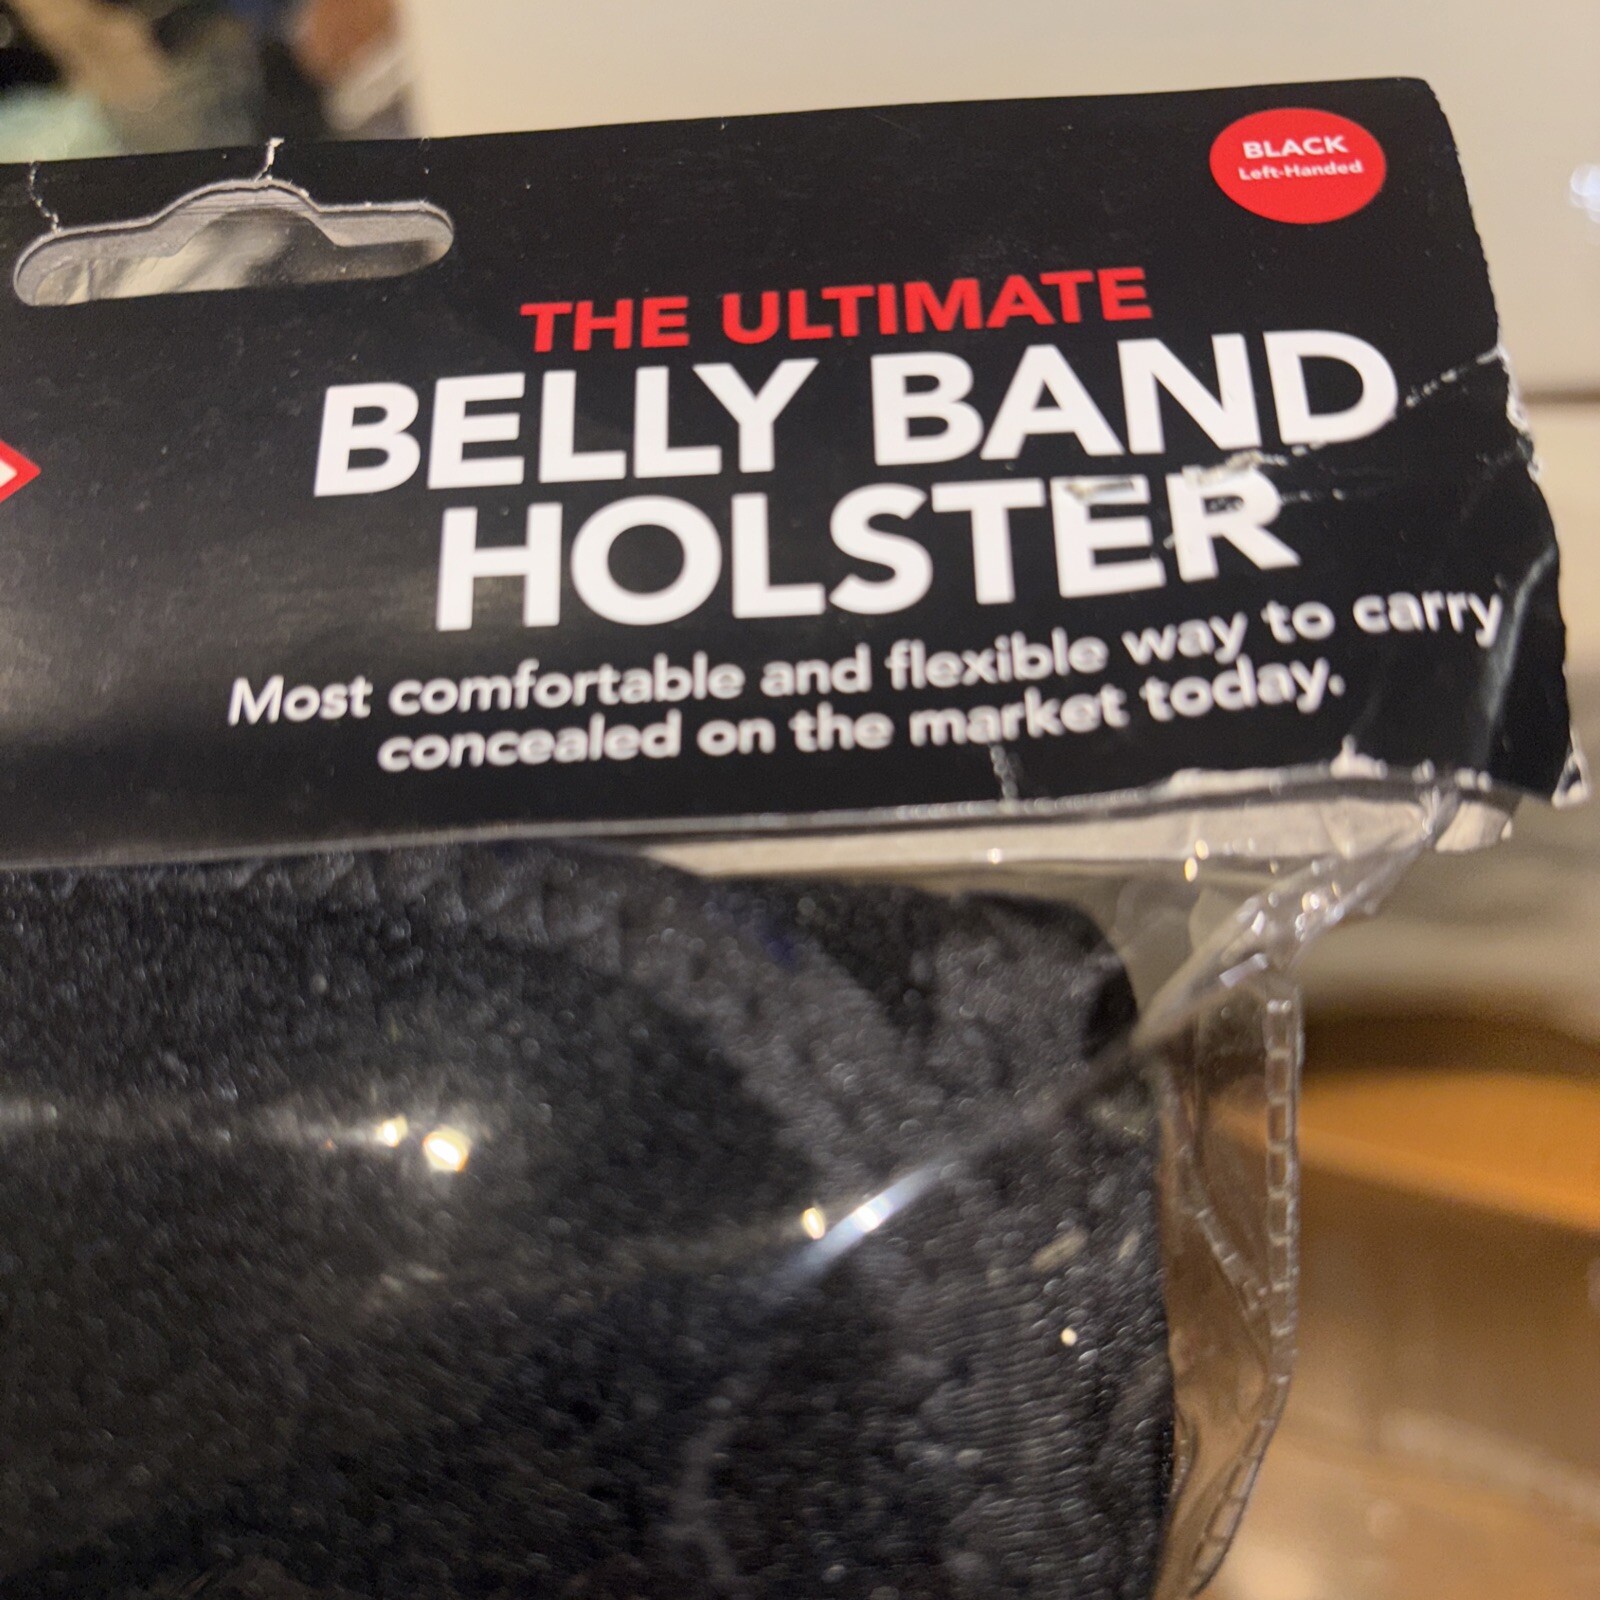 BLACK
Left-Handed
THE ULTIMATE
BELLY BAND
HOLSTER
Most comfortable and flexible way to carry
concealed on the market today.